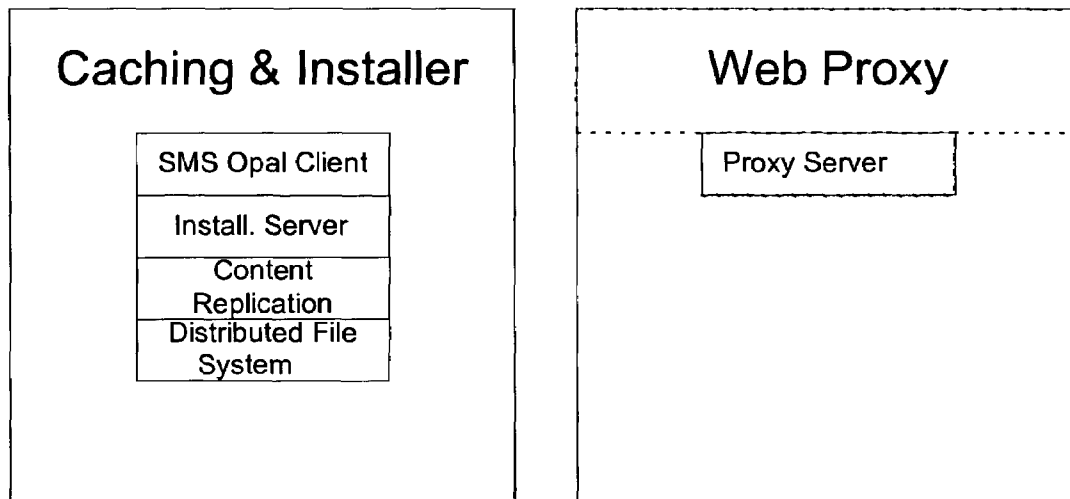 Caching & Installer
SMS Opal Client
Install. Server
Content
Replication
Distributed File
System
Web Proxy
Proxy Server